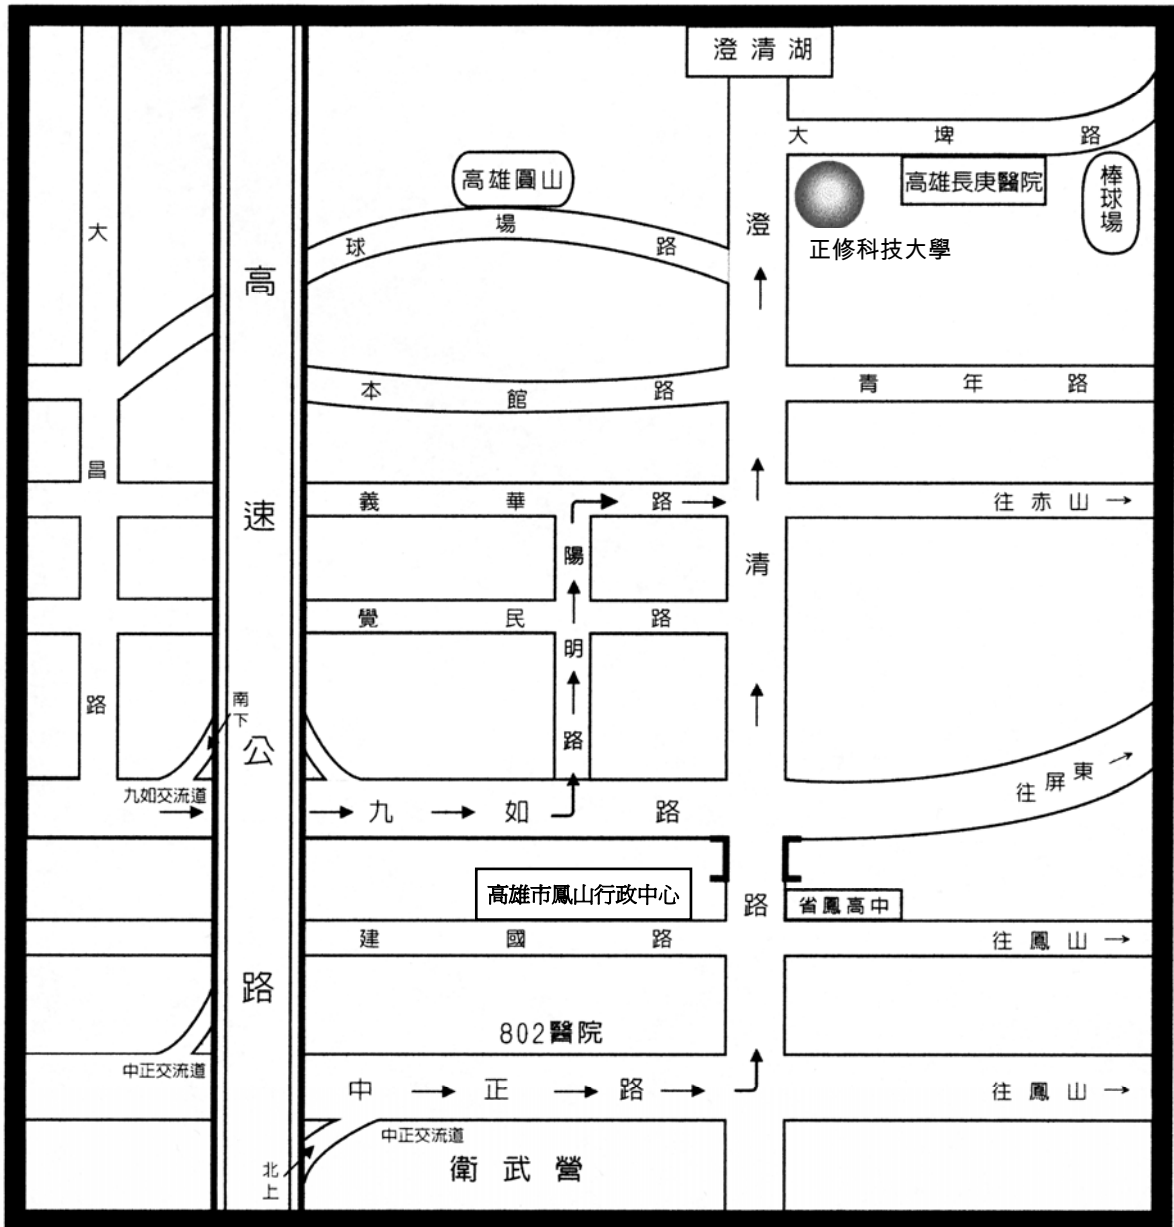 澄清湖
大埤路
高雄圓山
高雄長庚醫院
棒球場
正修科技大學
球場路
大昌路
高速公路
澄清路
本館路
青年路
義華路
往赤山
陽明路
覺民路
南下
九如交流道
九如路
往屏東
高雄市鳳山行政中心
省鳳高中
建國路
往鳳山
802醫院
中正交流道
中正路
往鳳山
中正交流道
北上
衛武營